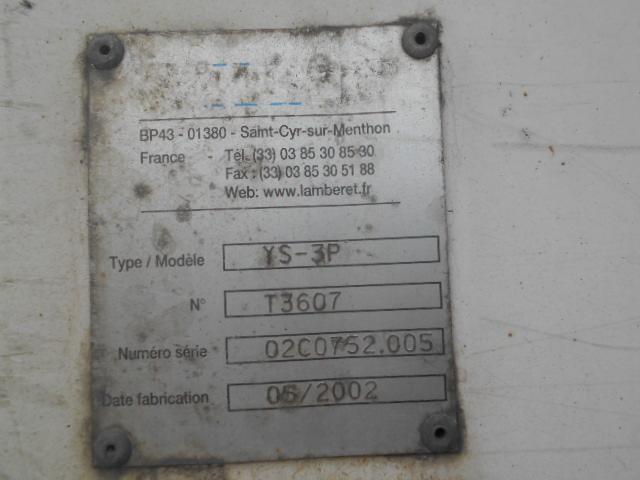 BP43 - 01380 - Saint-Cyr-sur-Menthon
France - Tél. (33) 03 85 30 85 30
Fax : (33) 03 85 30 51 88
Web: www.lamberet.fr
Type / Modèle YS-3P
N° T3607
Numéro série 02C0752.005
Date fabrication 06/2002